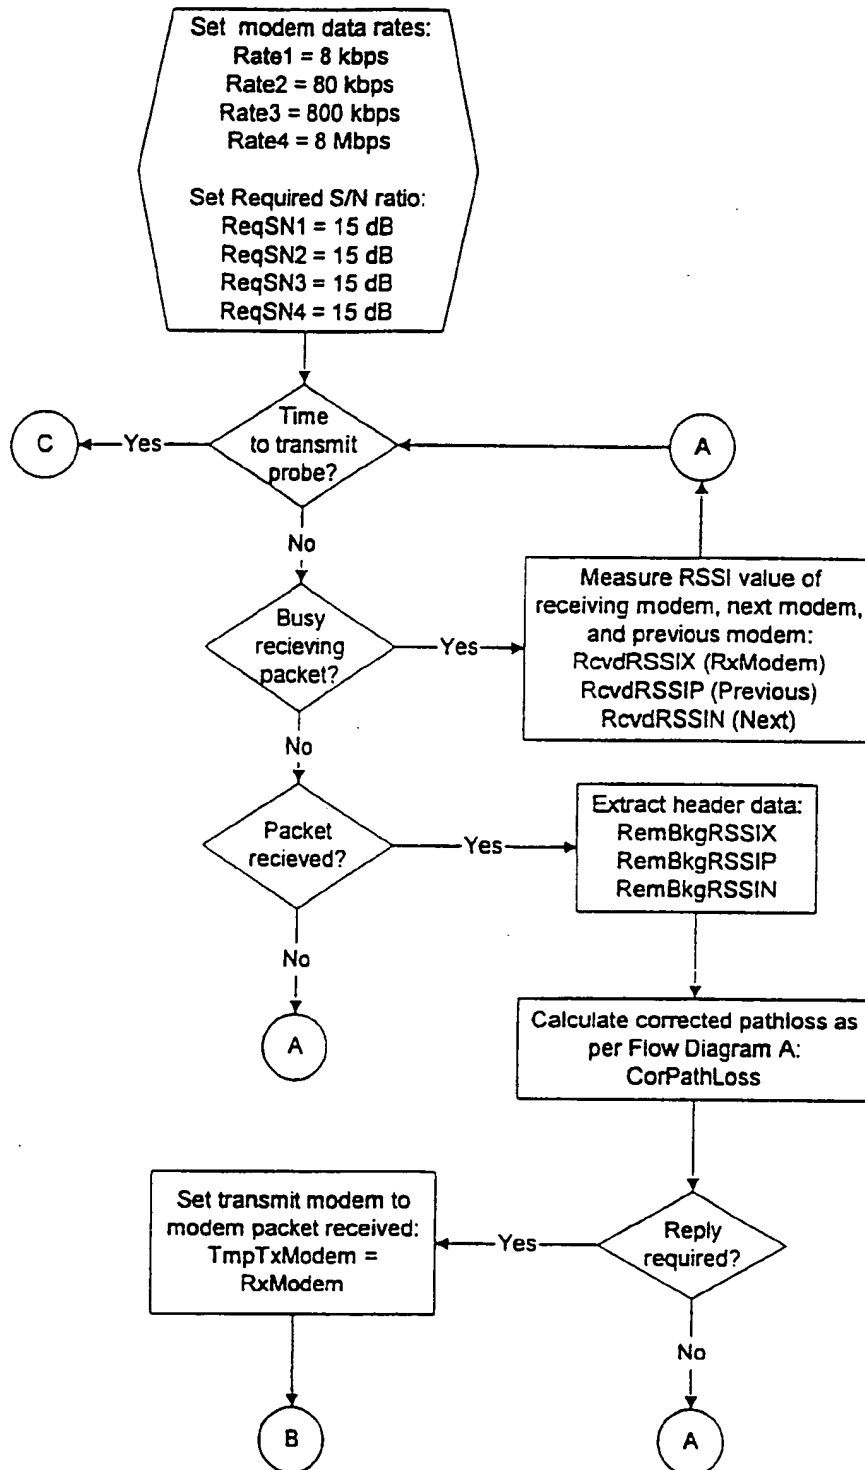 Set modem data rates:
Rate1 = 8 kbps
Rate2 = 80 kbps
Rate3 = 800 kbps
Rate4 = 8 Mbps
Set Required S/N ratio:
ReqSN1 = 15 dB
ReqSN2 = 15 dB
ReqSN3 = 15 dB
ReqSN4 = 15 dB
Time
to transmit
probe?
Yes
C
A
No
Busy
recieving
packet?
Yes
Measure RSSI value of
receiving modem, next modem,
and previous modem:
RcvdRSSIX (RxModem)
RcvdRSSIP (Previous)
RcvdRSSIN (Next)
No
Packet
recieved?
Yes
Extract header data:
RemBkgRSSIX
RemBkgRSSIP
RemBkgRSSIN
No
A
Calculate corrected pathloss as
per Flow Diagram A:
CorPathLoss
Reply
required?
Yes
Set transmit modem to
modem packet received:
TmpTxModem =
RxModem
No
B
A